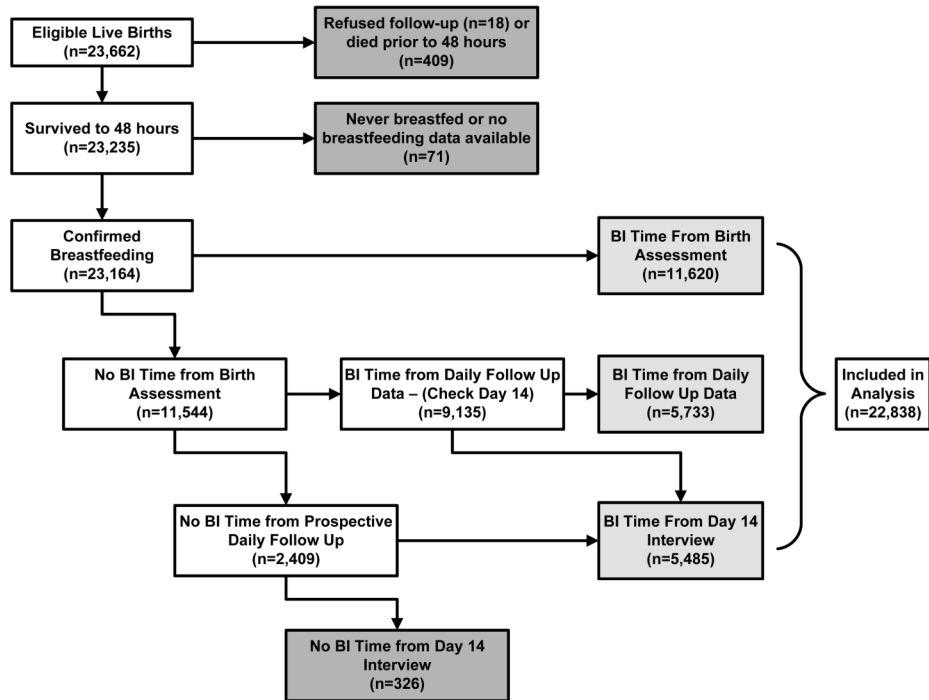 Eligible Live Births
(n=23,662)
Refused follow-up (n=18) or
died prior to 48 hours
(n=409)
Survived to 48 hours
(n=23,235)
Never breastfed or no
breastfeeding data available
(n=71)
Confirmed
Breastfeeding
(n=23,164)
BI Time From Birth
Assessment
(n=11,620)
No BI Time from Birth
Assessment
(n=11,544)
BI Time from Daily Follow Up
Data – (Check Day 14)
(n=9,135)
BI Time from Daily
Follow Up Data
(n=5,733)
Included in
Analysis
(n=22,838)
No BI Time from Prospective
Daily Follow Up
(n=2,409)
BI Time From Day 14
Interview
(n=5,485)
No BI Time from Day 14
Interview
(n=326)